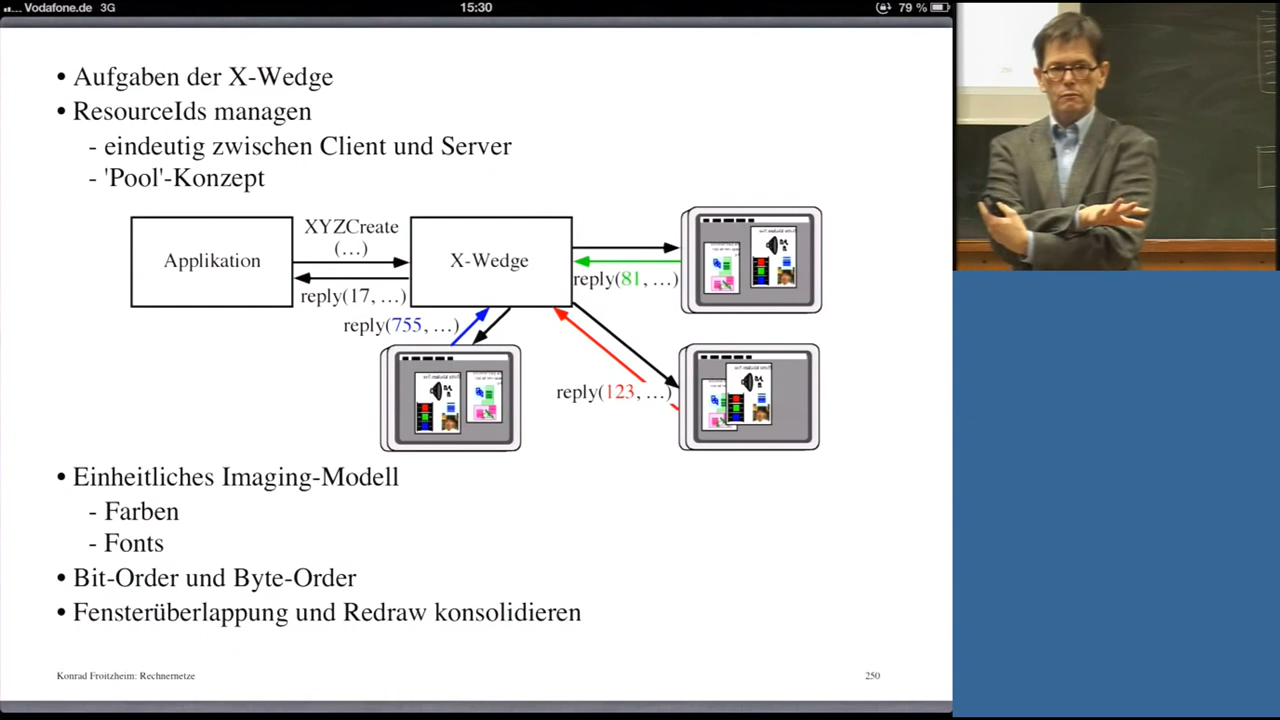 Vodafone.de 3G 15:30 79 %
• Aufgaben der X-Wedge
• ResourceIds managen
- eindeutig zwischen Client und Server
- 'Pool'-Konzept
Applikation
XYZCreate
(…)
reply(17, …)
X-Wedge
reply(81, …)
reply(755, …)
reply(123, …)
• Einheitliches Imaging-Modell
- Farben
- Fonts
• Bit-Order und Byte-Order
• Fensterüberlappung und Redraw konsolidieren
Konrad Froitzheim: Rechnernetze
250